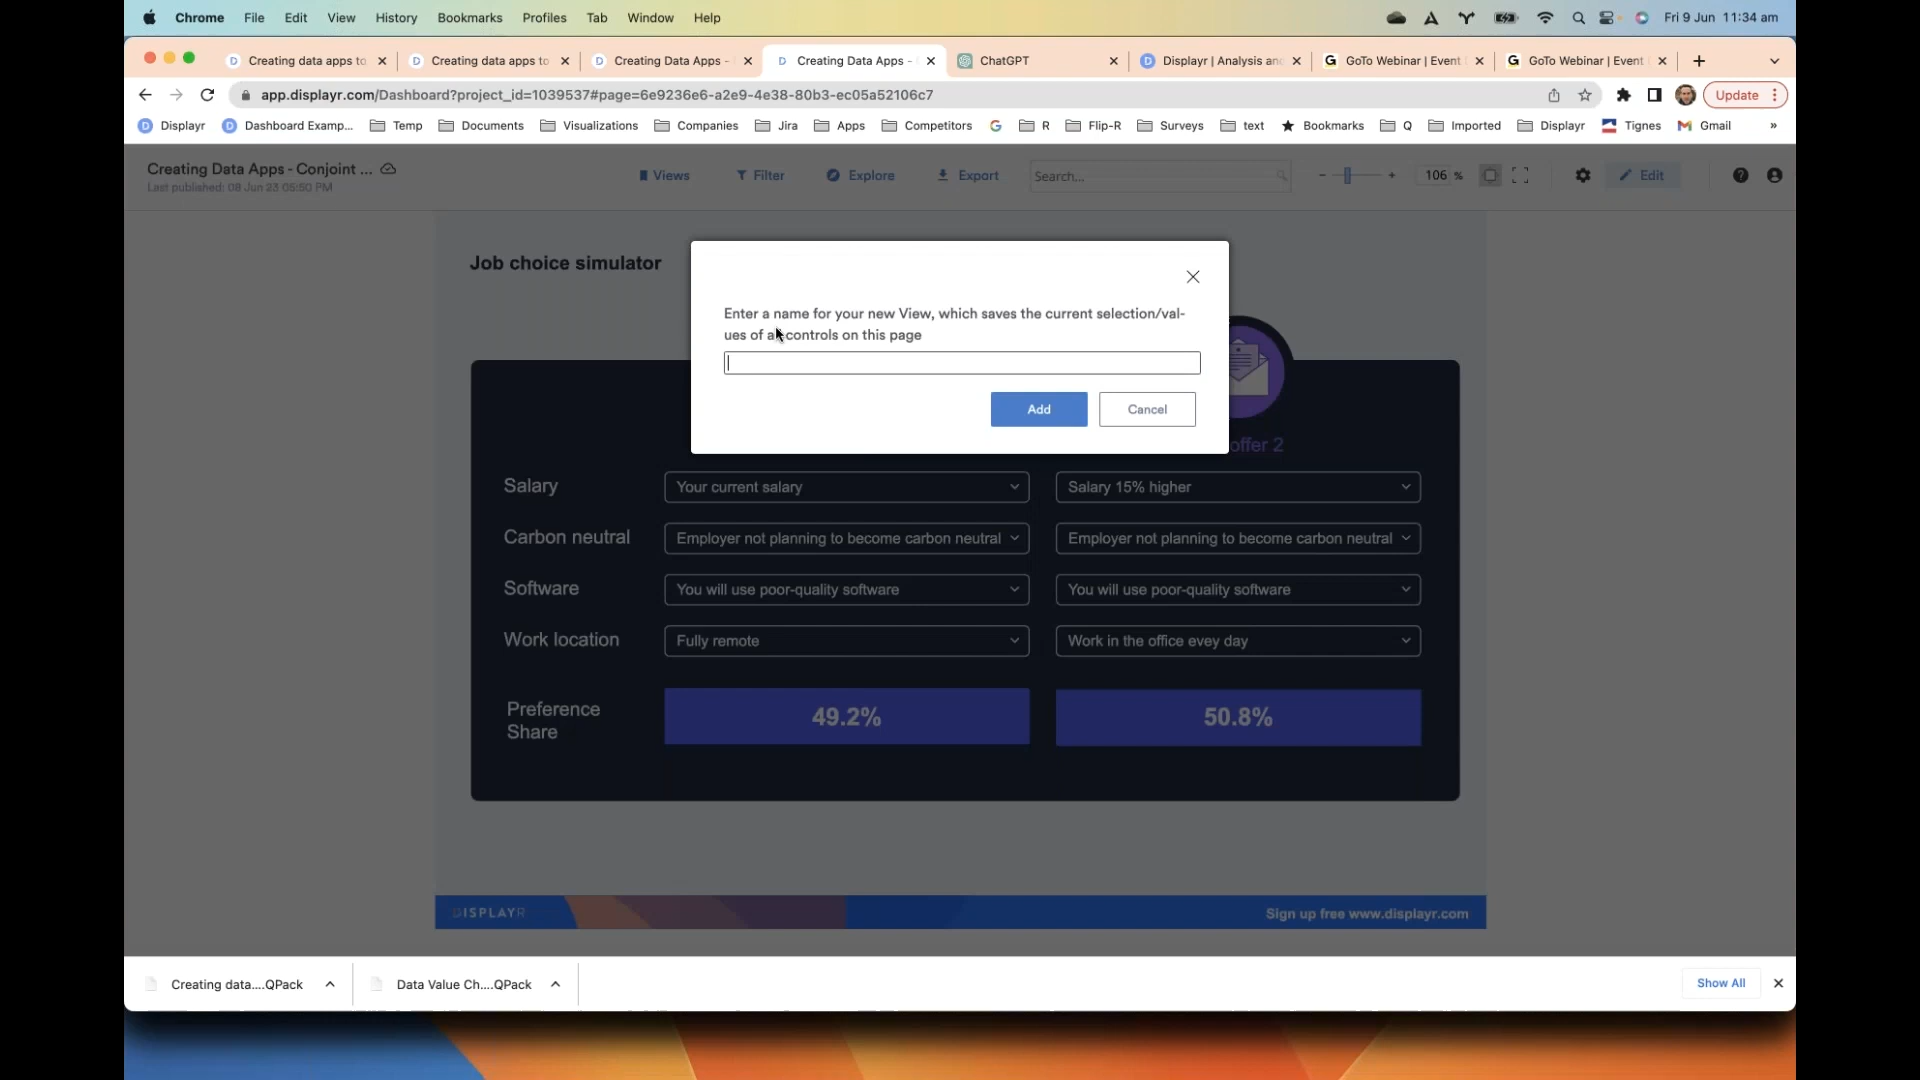 Chrome File Edit View History Bookmarks Profiles Tab Window Help Fri 9 Jun 11:34 am
Creating data apps to Creating data apps to Creating Data Apps - Creating Data Apps - ChatGPT Displayr | Analysis an GoTo Webinar | Event GoTo Webinar | Event
app.displayr.com/Dashboard?project_id=1039537#page=6e9236e6-a2e9-4e38-80b3-ec05a52106c7 Update
Displayr Dashboard Examp... Temp Documents Visualizations Companies Jira Apps Competitors R Flip-R Surveys text Bookmarks Q Imported Displayr Tignes Gmail »
Creating Data Apps - Conjoint ...
Last published: 08 Jun 23 05:50 PM
Views Filter Explore Export Search... - + 106 % Edit
Job choice simulator
Enter a name for your new View, which saves the current selection/val-
ues of controls on this page
Add Cancel
offer 2
Salary Your current salary Salary 15% higher
Carbon neutral Employer not planning to become carbon neutral Employer not planning to become carbon neutral
Software You will use poor-quality software You will use poor-quality software
Work location Fully remote Work in the office evey day
Preference
Share
49.2% 50.8%
DISPLAYR Sign up free www.displayr.com
Creating data....QPack Data Value Ch....QPack Show All